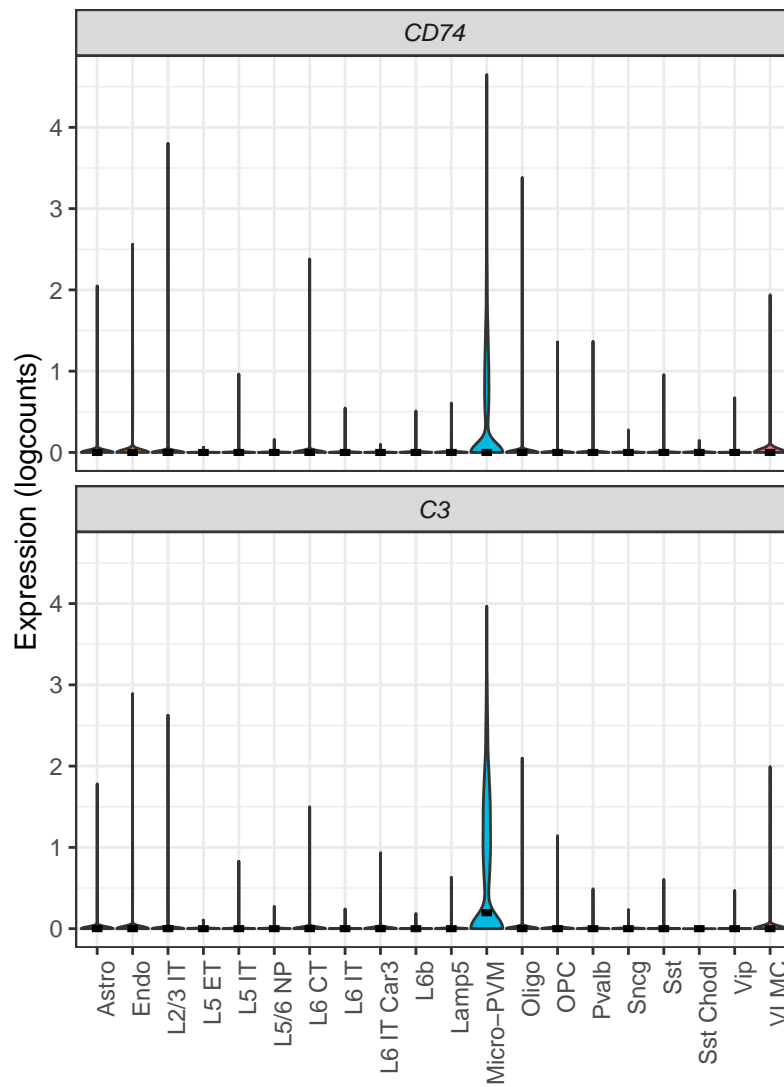 CD74
4
3
2
1
0
C3
4
3
2
1
0
Expression (logcounts)
Astro
Endo
L2/3 IT
L5 ET
L5 IT
L5/6 NP
L6 CT
L6 IT
L6 IT Car3
L6b
Lamp5
Micro−PVM
Oligo
OPC
Pvalb
Sncg
Sst
Sst Chodl
Vip
VLMC